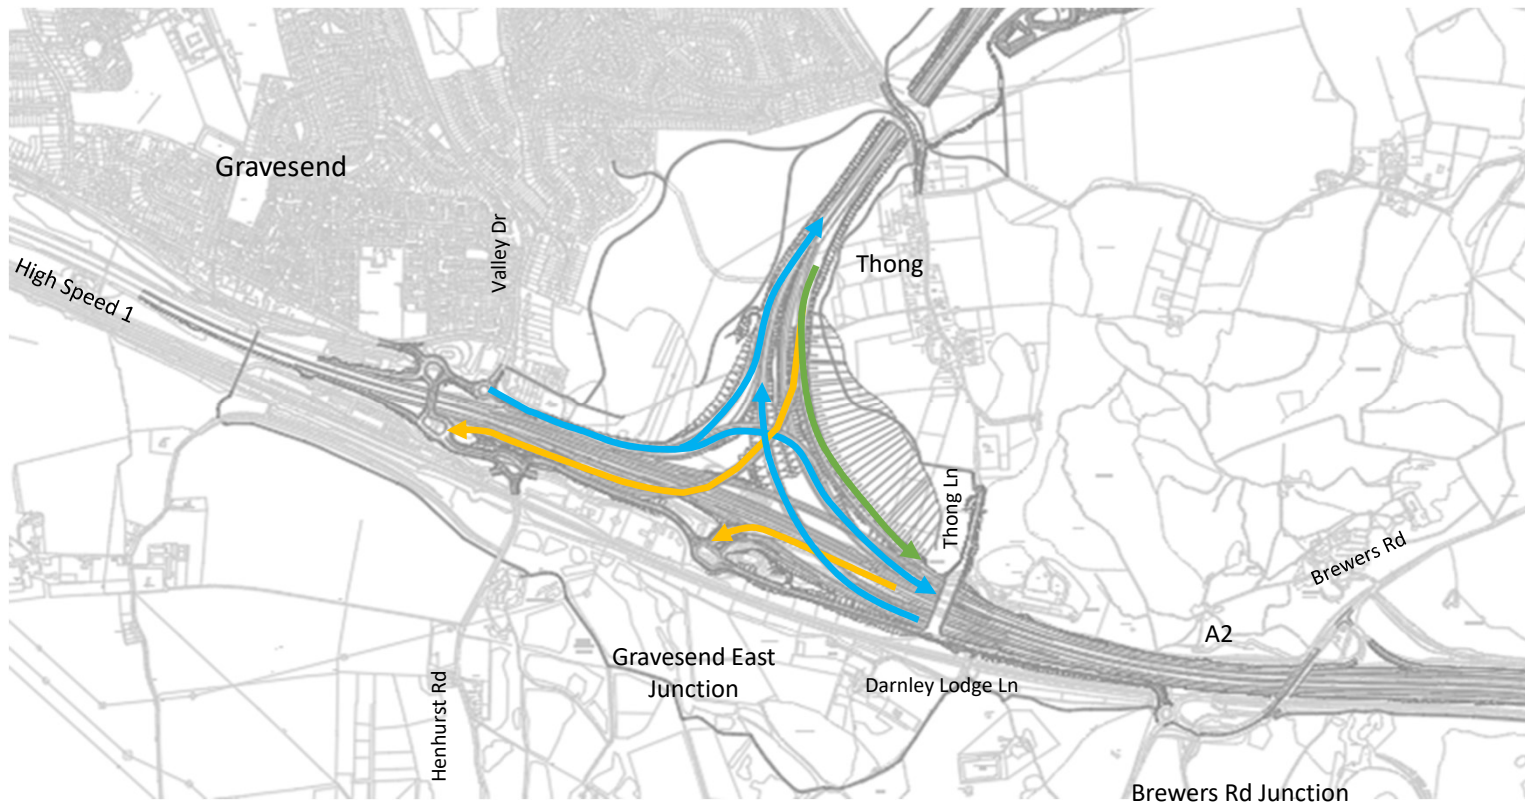 Gravesend
Valley Dr
High Speed 1
Thong
Thong Ln
Brewers Rd
A2
Gravesend East
Junction
Darnley Lodge Ln
Henhurst Rd
Brewers Rd Junction